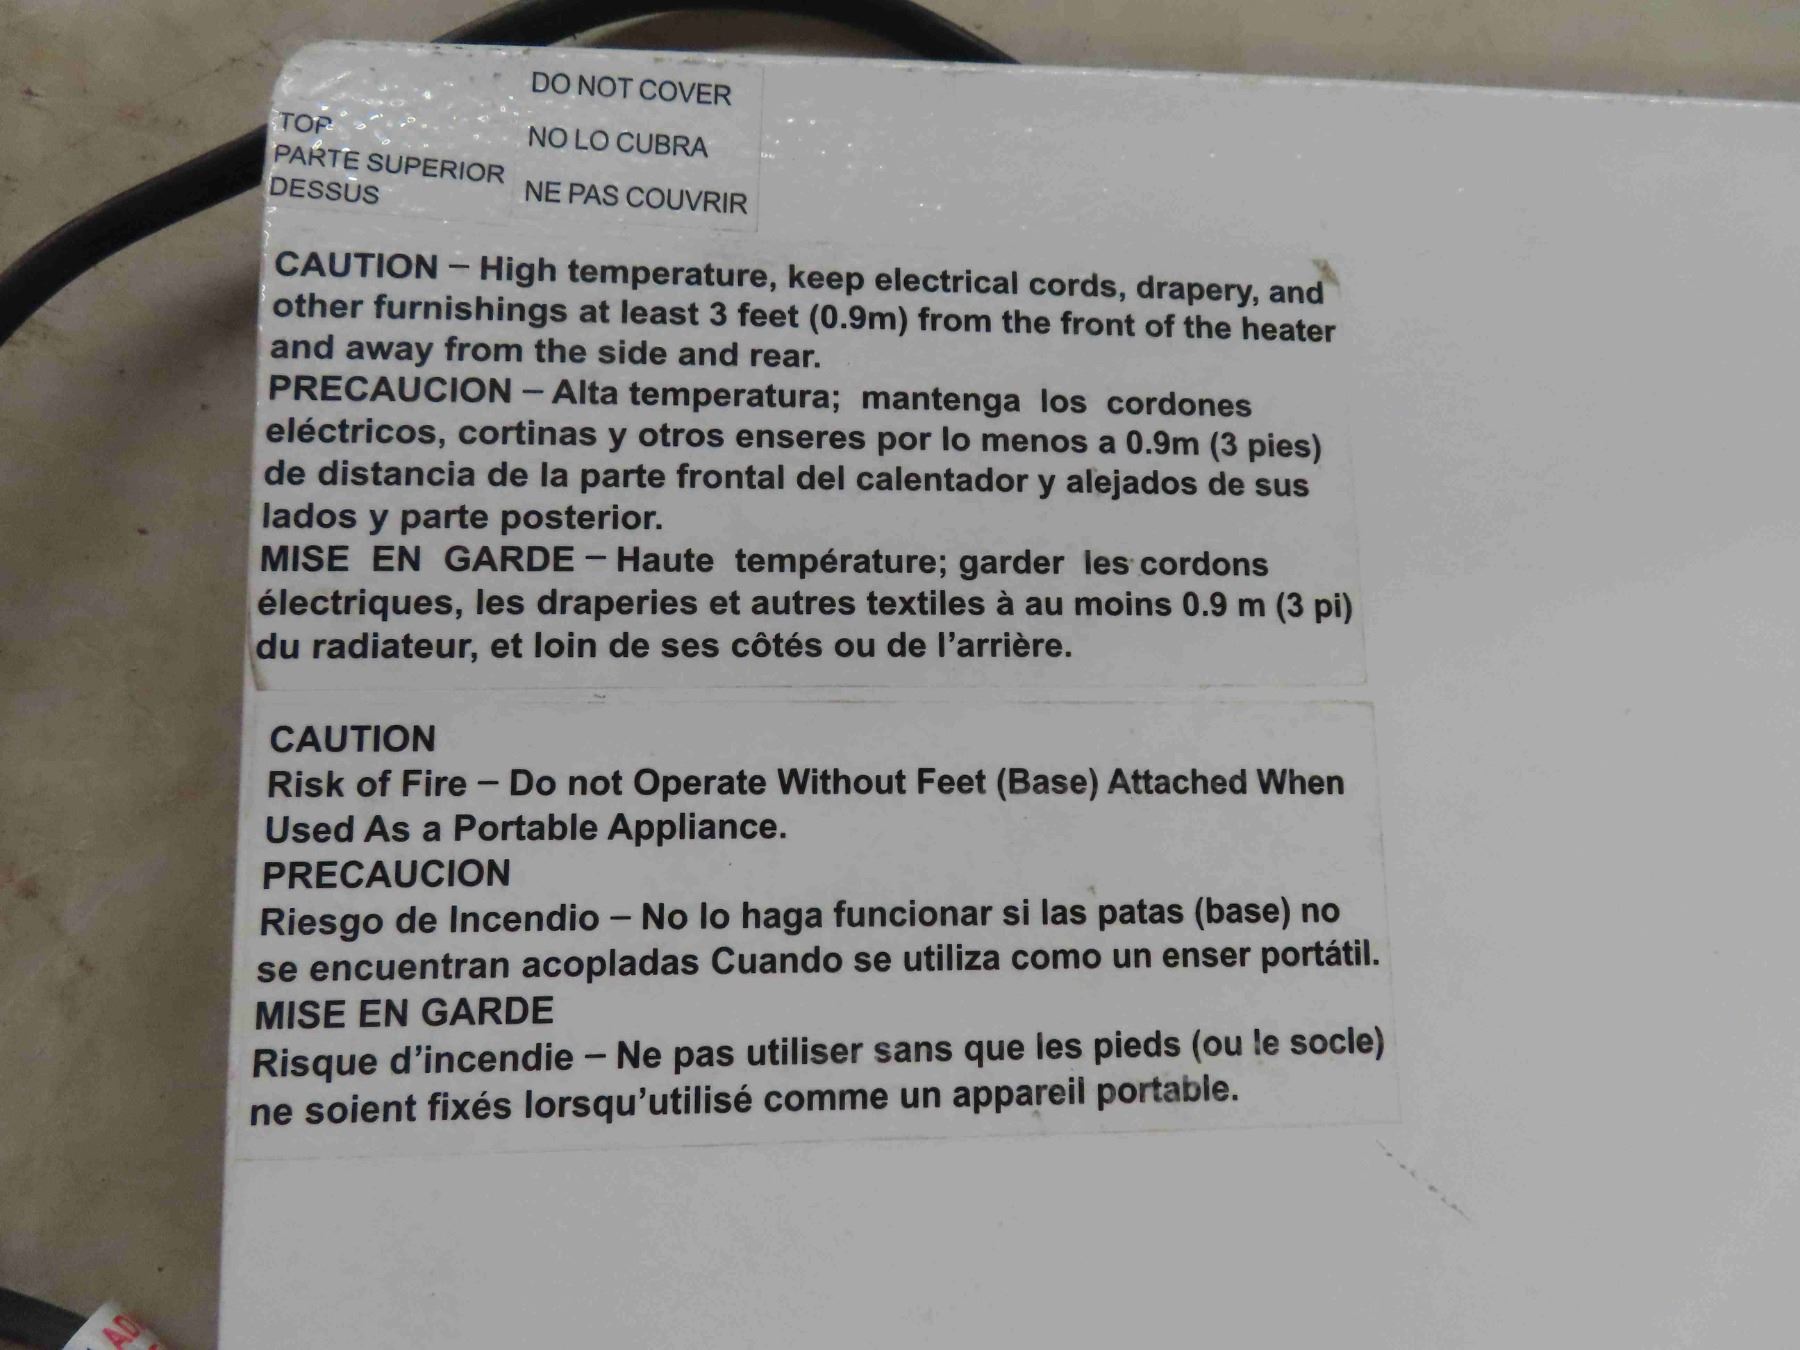 DO NOT COVER
TOP
NO LO CUBRA
PARTE SUPERIOR
DESSUS
NE PAS COUVRIR
CAUTION – High temperature, keep electrical cords, drapery, and
other furnishings at least 3 feet (0.9m) from the front of the heater
and away from the side and rear.
PRECAUCION – Alta temperatura; mantenga los cordones
eléctricos, cortinas y otros enseres por lo menos a 0.9m (3 pies)
de distancia de la parte frontal del calentador y alejados de sus
lados y parte posterior.
MISE EN GARDE – Haute température; garder les cordons
électriques, les draperies et autres textiles à au moins 0.9 m (3 pi)
du radiateur, et loin de ses côtés ou de l'arrière.
CAUTION
Risk of Fire – Do not Operate Without Feet (Base) Attached When
Used As a Portable Appliance.
PRECAUCION
Riesgo de Incendio – No lo haga funcionar si las patas (base) no
se encuentran acopladas Cuando se utiliza como un enser portátil.
MISE EN GARDE
Risque d'incendie – Ne pas utiliser sans que les pieds (ou le socle)
ne soient fixés lorsqu'utilisé comme un appareil portable.